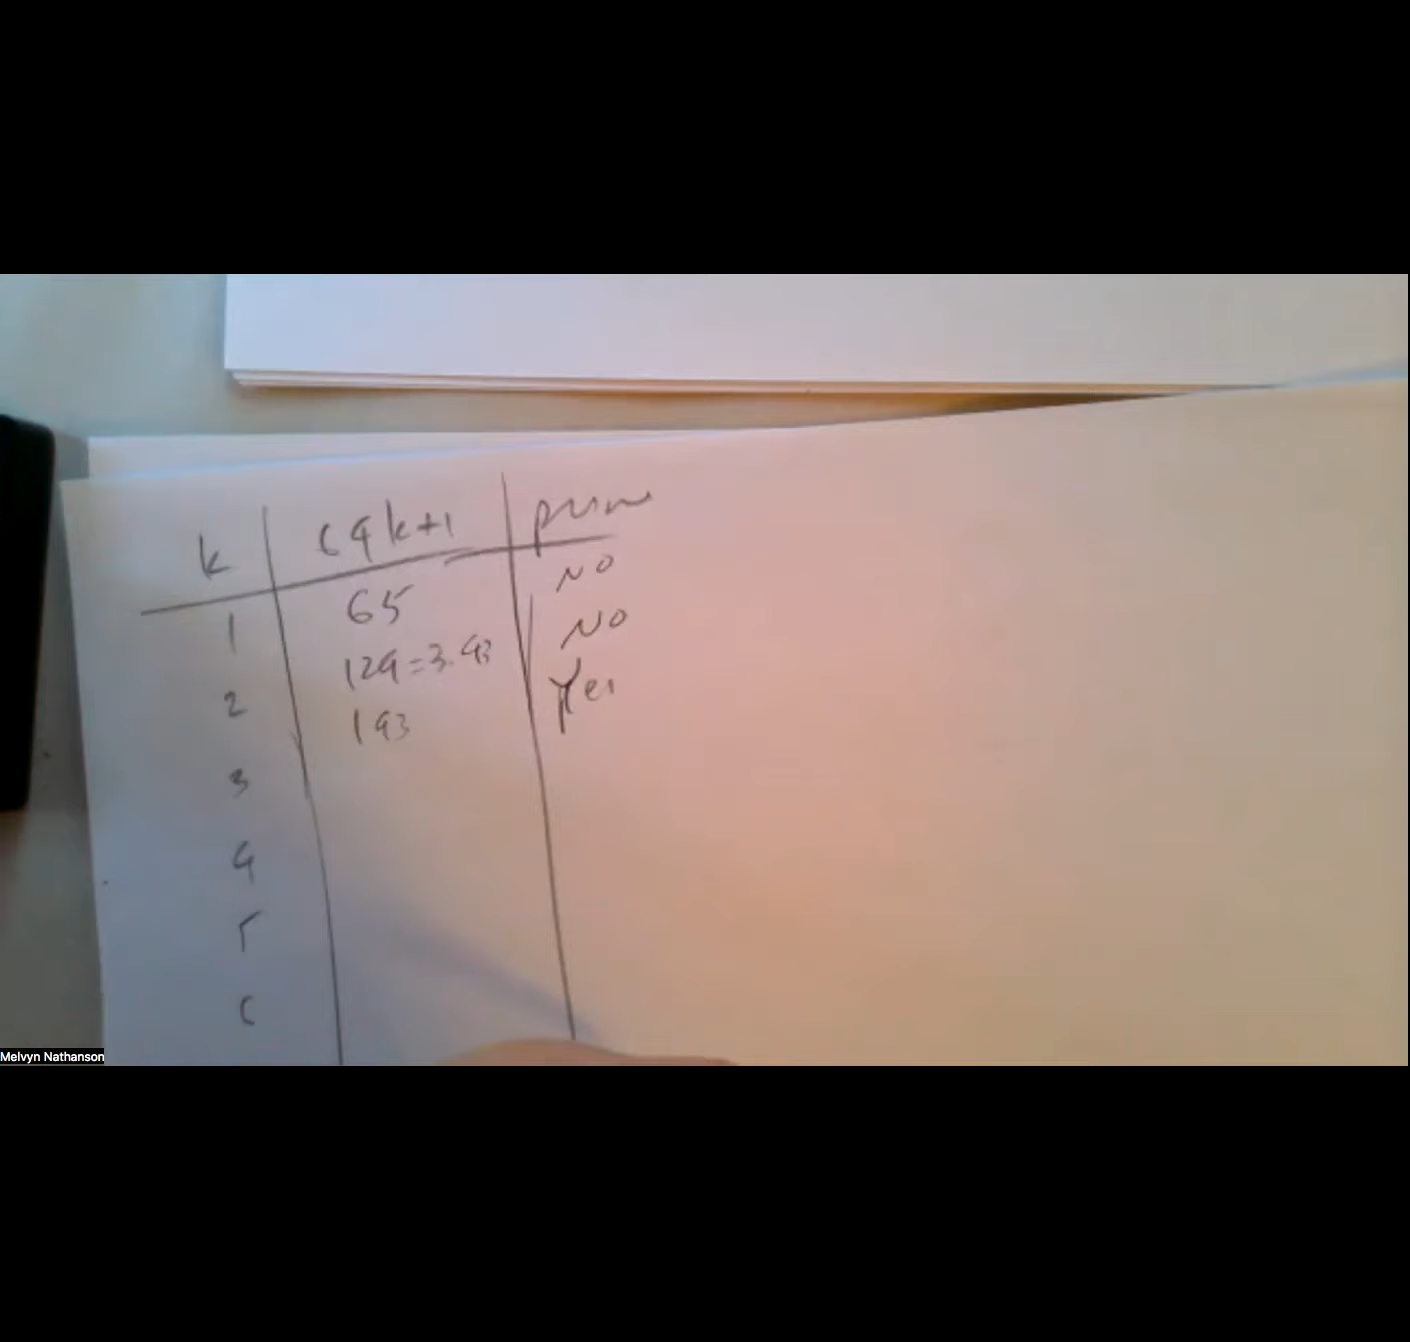 k 64k+1 prime
1 65 No
2 129=3·43 No
3 193 Yes
4
5
6
Melvyn Nathanson